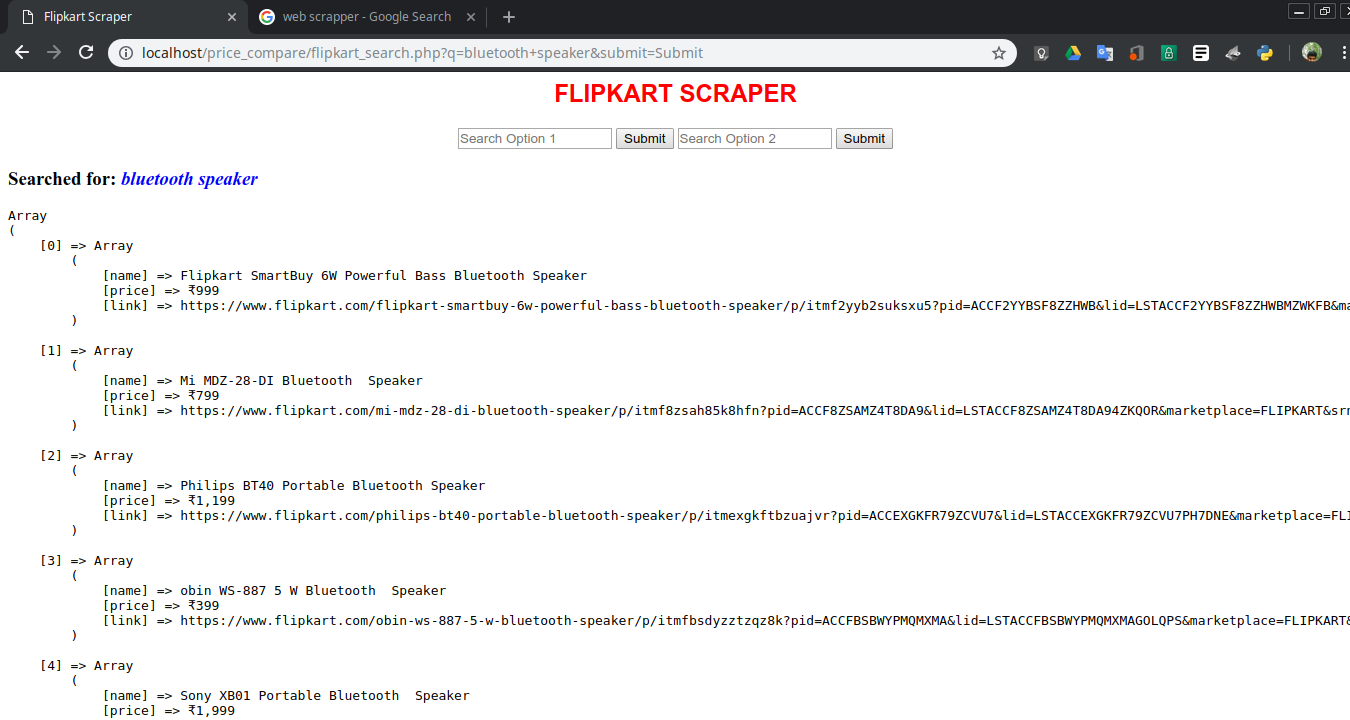 Flipkart Scraper
web scrapper - Google Search
localhost/price_compare/flipkart_search.php?q=bluetooth+speaker&submit=Submit
FLIPKART SCRAPER
Search Option 1 Submit Search Option 2 Submit
Searched for: bluetooth speaker
Array
(
[0] => Array
(
[name] => Flipkart SmartBuy 6W Powerful Bass Bluetooth Speaker
[price] => ₹999
[link] => https://www.flipkart.com/flipkart-smartbuy-6w-powerful-bass-bluetooth-speaker/p/itmf2yyb2suksxu5?pid=ACCF2YYBSF8ZZHWB&lid=LSTACCF2YYBSF8ZZHWBMZWKFB&ma
)
[1] => Array
(
[name] => Mi MDZ-28-DI Bluetooth  Speaker
[price] => ₹799
[link] => https://www.flipkart.com/mi-mdz-28-di-bluetooth-speaker/p/itmf8zsah85k8hfn?pid=ACCF8ZSAMZ4T8DA9&lid=LSTACCF8ZSAMZ4T8DA94ZKQOR&marketplace=FLIPKART&srn
)
[2] => Array
(
[name] => Philips BT40 Portable Bluetooth Speaker
[price] => ₹1,199
[link] => https://www.flipkart.com/philips-bt40-portable-bluetooth-speaker/p/itmexgkftbzuajvr?pid=ACCEXGKFR79ZCVU7&lid=LSTACCEXGKFR79ZCVU7PH7DNE&marketplace=FLI
)
[3] => Array
(
[name] => obin WS-887 5 W Bluetooth  Speaker
[price] => ₹399
[link] => https://www.flipkart.com/obin-ws-887-5-w-bluetooth-speaker/p/itmfbsdyzztzqz8k?pid=ACCFBSBWYPMQMXMA&lid=LSTACCFBSBWYPMQMXMAGOLQPS&marketplace=FLIPKART&
)
[4] => Array
(
[name] => Sony XB01 Portable Bluetooth  Speaker
[price] => ₹1,999